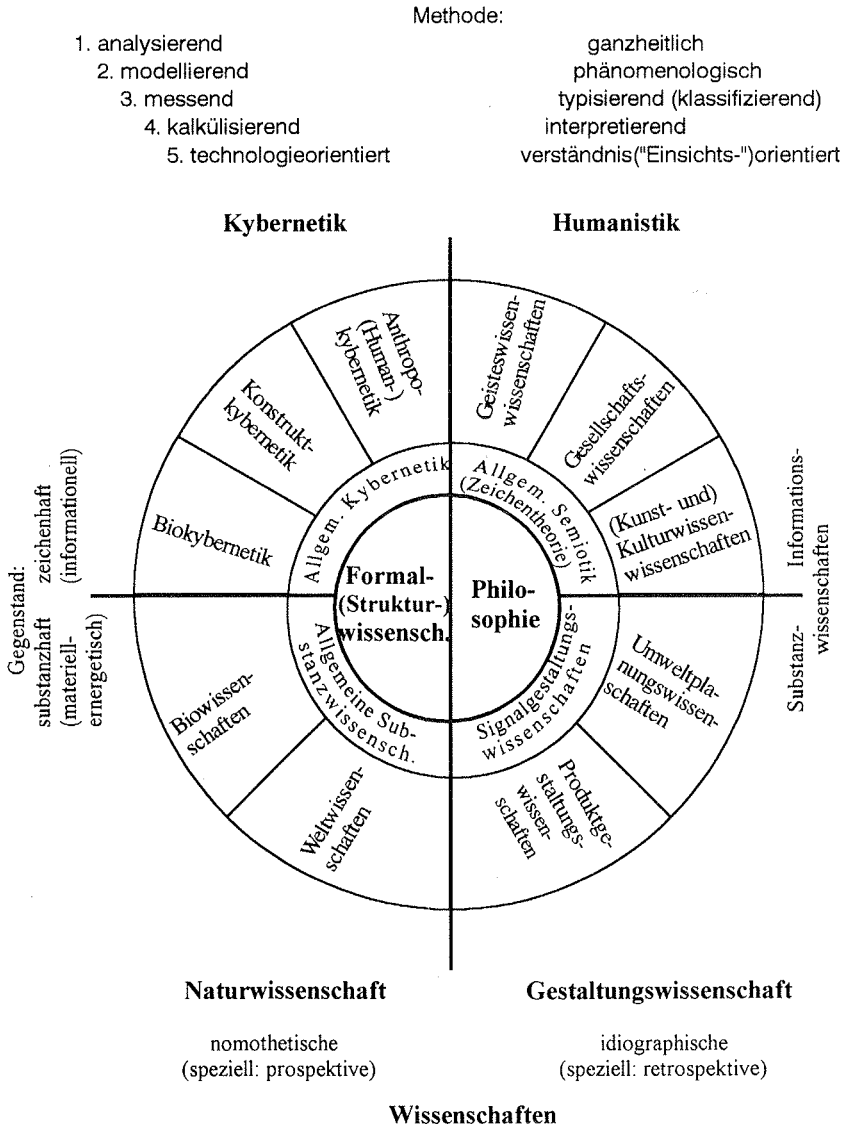 Methode:
1. analysierend
ganzheitlich
2. modellierend
phänomenologisch
3. messend
typisierend (klassifizierend)
4. kalkülisierend
interpretierend
5. technologieorientiert
verständnis("Einsichts-")orientiert
Kybernetik
Humanistik
Anthropo-
(Human-)
kybernetik
Geisteswissen-
wissenschaften
Konstrukt-
kybernetik
Gesellschafts-
wissenschaften
Biokybernetik
(Kunst- und)
Kulturwissen-
wissenschaften
Allgem. Kybernetik
Allgem. Semiotik
(Zeichentheorie)
Formal-
(Struktur-)
wissensch.
Philo-
sophie
Gegenstand:
zeichenhaft
(informationell)
substanzhaft
(materiell-
ernergetisch)
Informations-
Substanz-
wissenschaften
Allgemeine Sub-
stanzwissensch.
Signalgestaltungs-
wissenschaften
Biowissen-
schaften
Umweltpla-
nungswissen-
schaften
Weltwissen-
schaften
Produktge-
staltungs-
wissen-
schaften
Naturwissenschaft
Gestaltungswissenschaft
nomothetische
(speziell: prospektive)
idiographische
(speziell: retrospektive)
Wissenschaften